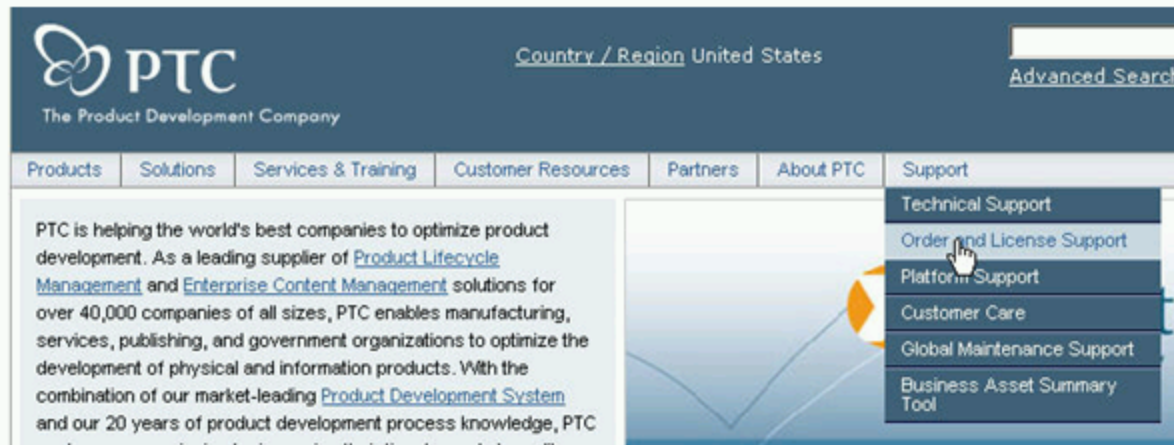 PTC
The Product Development Company
Country / Region United States
Advanced Search
Products Solutions Services & Training Customer Resources Partners About PTC Support
Technical Support
Order and License Support
Platform Support
Customer Care
Global Maintenance Support
Business Asset Summary
Tool
PTC is helping the world's best companies to optimize product
development. As a leading supplier of Product Lifecycle
Management and Enterprise Content Management solutions for
over 40,000 companies of all sizes, PTC enables manufacturing,
services, publishing, and government organizations to optimize the
development of physical and information products. With the
combination of our market-leading Product Development System
and our 20 years of product development process knowledge, PTC